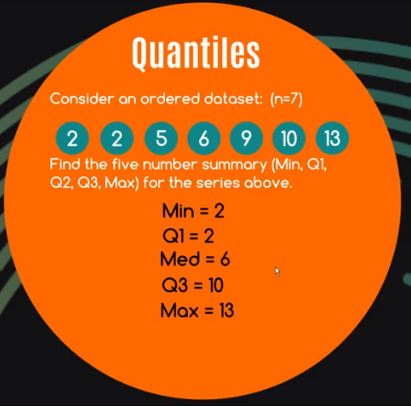 Quantiles
Consider an ordered dataset: (n=7)
2 2 5 6 9 10 13
Find the five number summary (Min, Q1,
Q2, Q3, Max) for the series above.
Min = 2
Q1 = 2
Med = 6
Q3 = 10
Max = 13